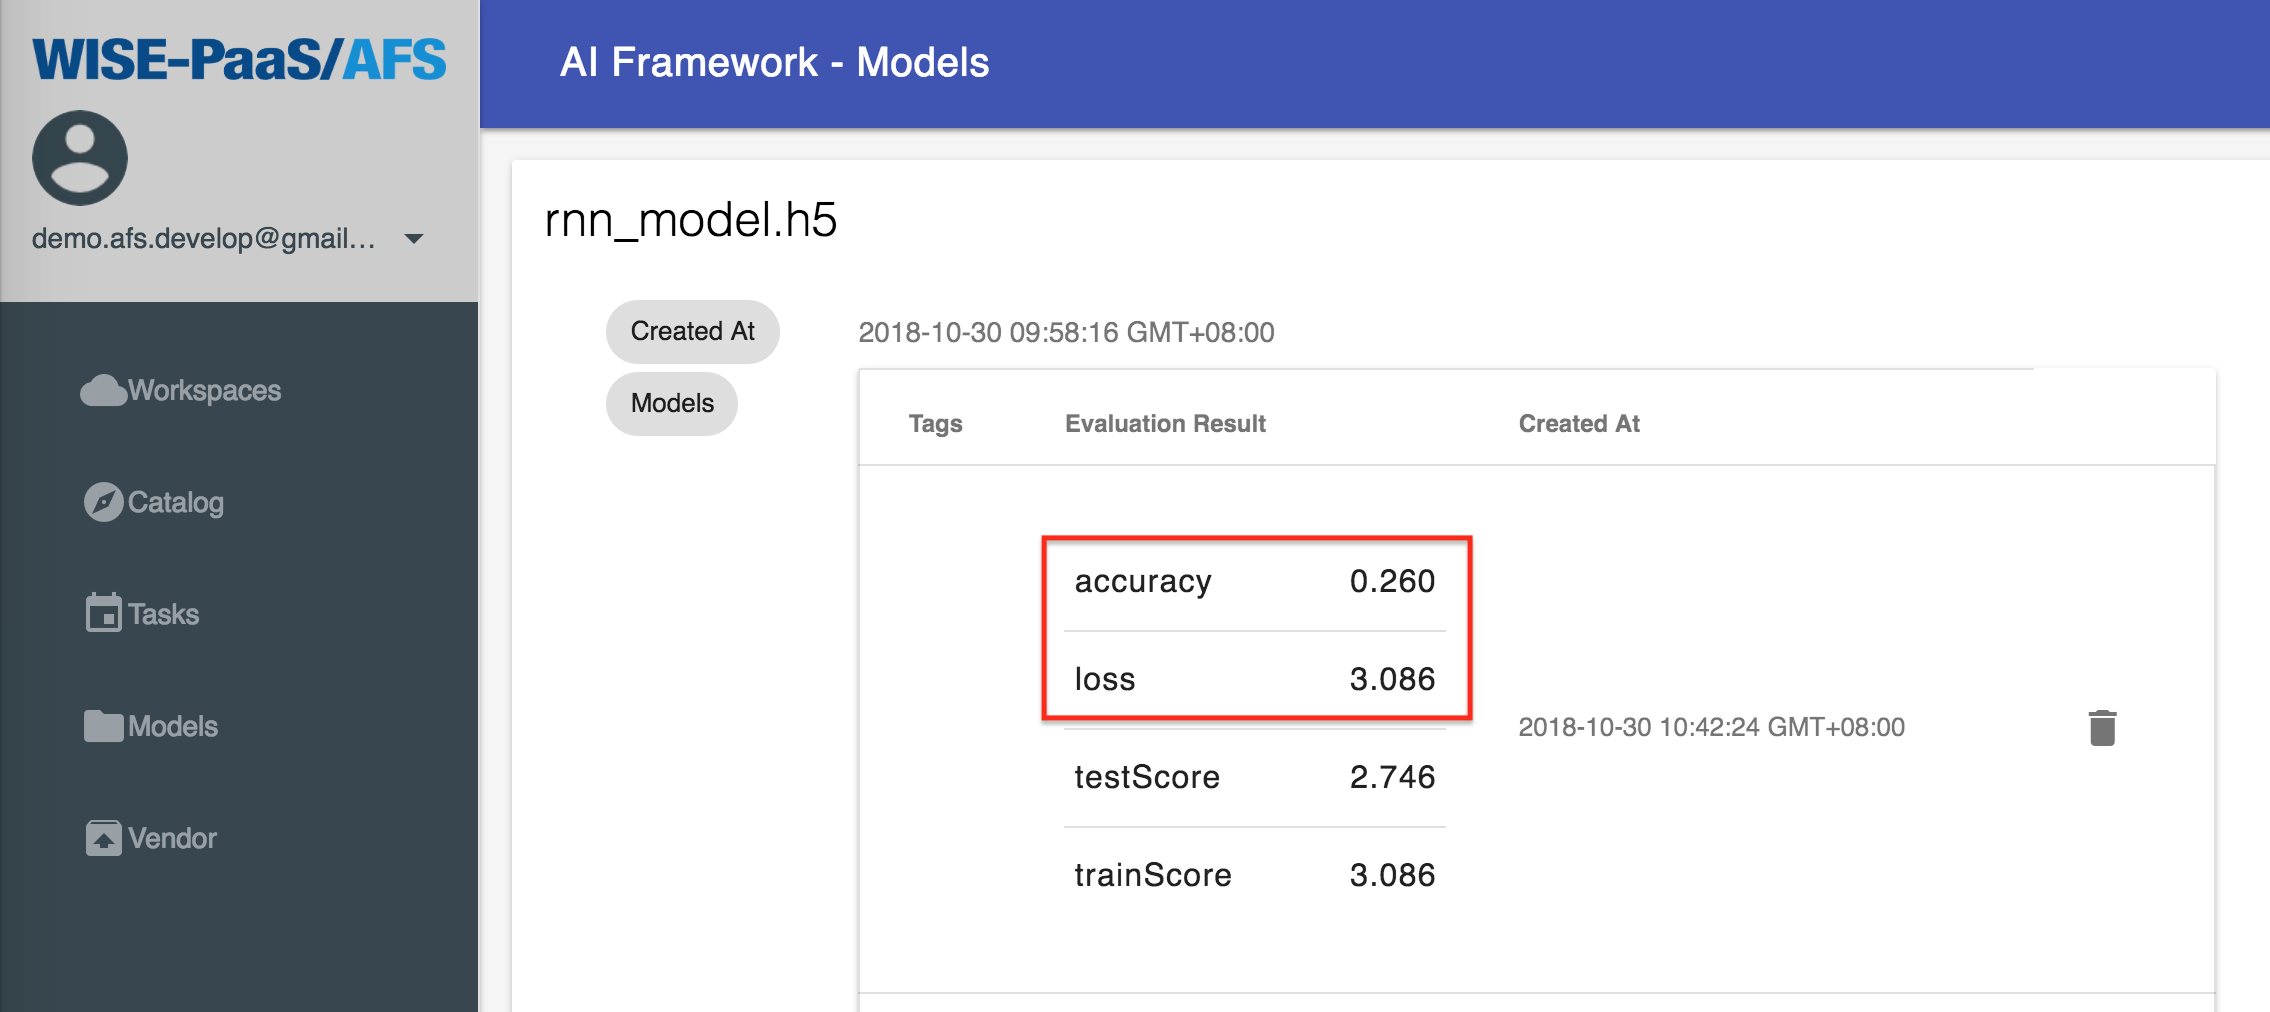 WISE-PaaS/AFS
demo.afs.develop@gmail...
Workspaces
Catalog
Tasks
Models
Vendor
AI Framework - Models
rnn_model.h5
Created At 2018-10-30 09:58:16 GMT+08:00
Models
Tags Evaluation Result Created At
accuracy 0.260
loss 3.086
2018-10-30 10:42:24 GMT+08:00
testScore 2.746
trainScore 3.086